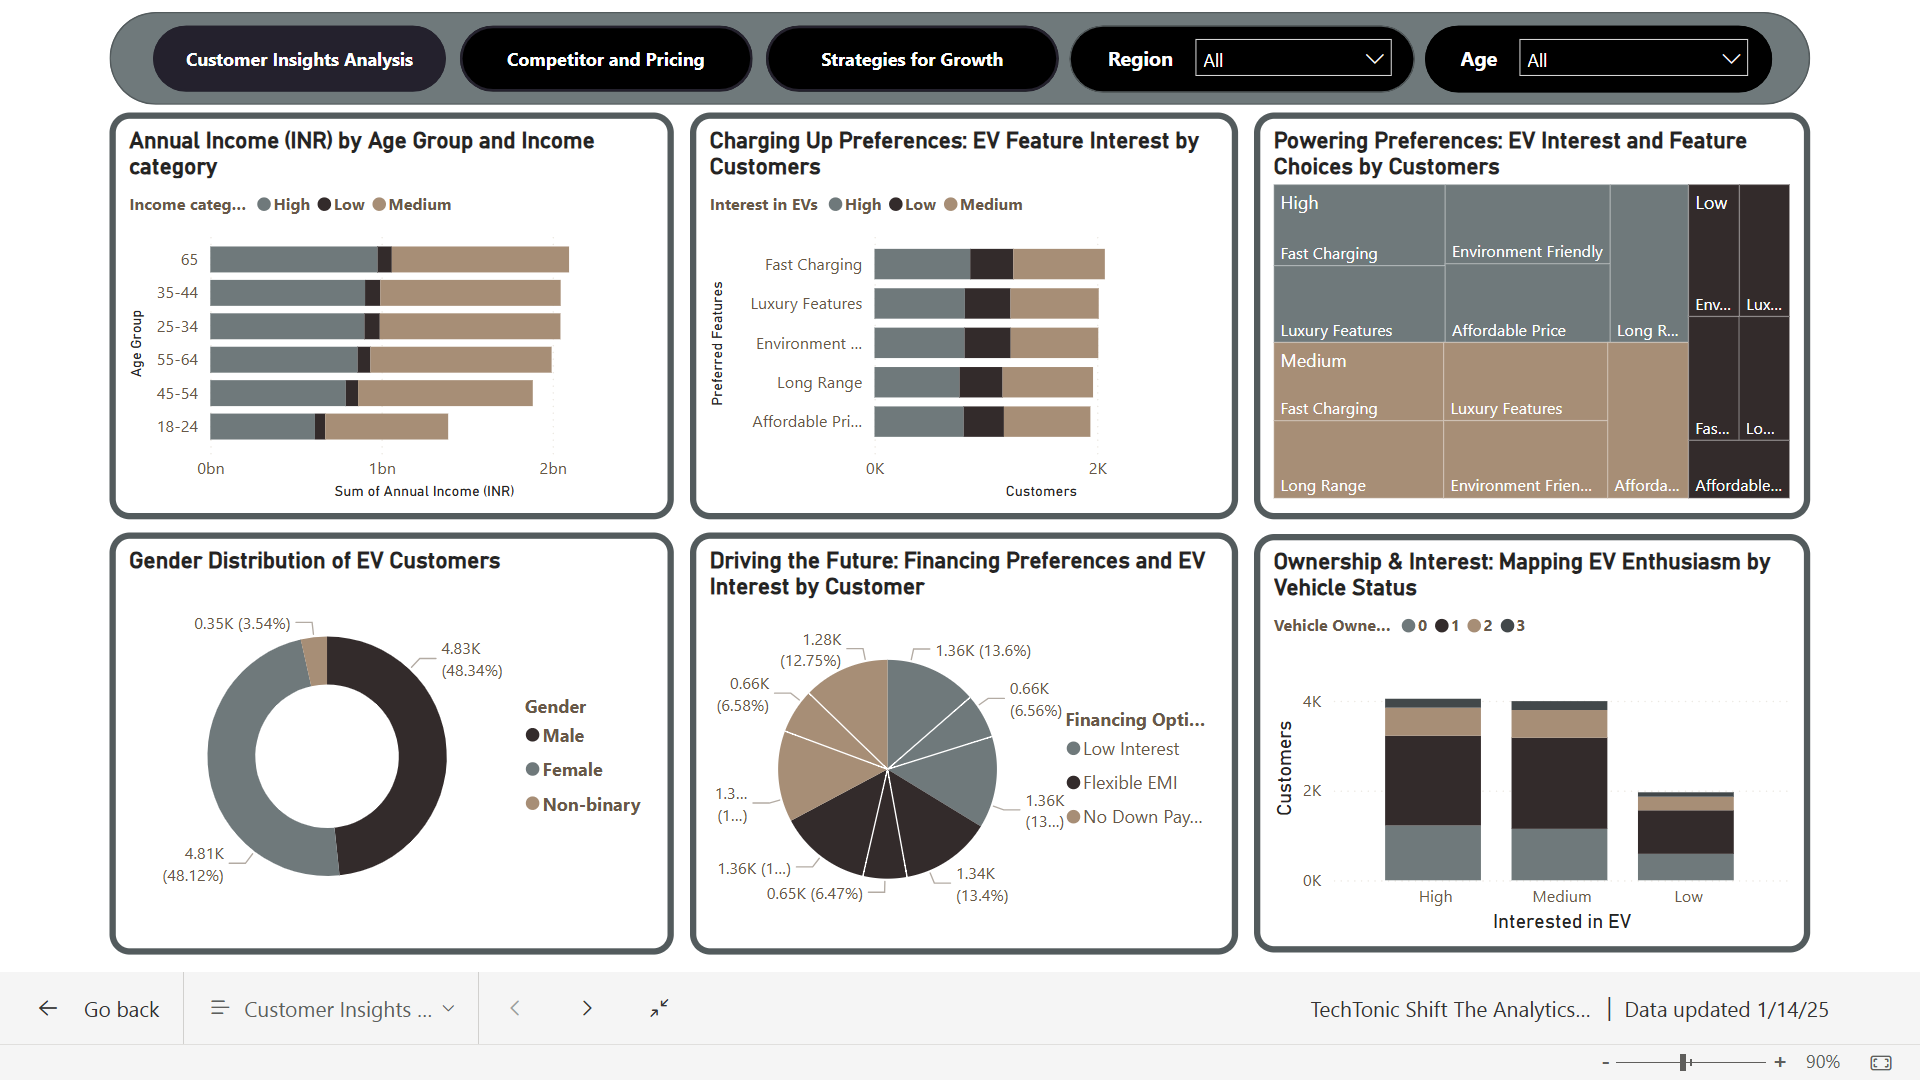 Customer Insights Analysis
Competitor and Pricing
Strategies for Growth
Region
All
Age
All
Annual Income (INR) by Age Group and Income
category
Income categ...
High
Low
Medium
Age Group
65
35-44
25-34
55-64
45-54
18-24
0bn
1bn
2bn
Sum of Annual Income (INR)
Charging Up Preferences: EV Feature Interest by
Customers
Interest in EVs
High
Low
Medium
Preferred Features
Fast Charging
Luxury Features
Environment ...
Long Range
Affordable Pri...
0K
2K
Customers
Powering Preferences: EV Interest and Feature
Choices by Customers
High
Fast Charging
Environment Friendly
Luxury Features
Affordable Price
Long R...
Medium
Fast Charging
Luxury Features
Long Range
Environment Frien...
Afforda...
Low
Env...
Lux...
Fas...
Lo...
Affordable...
Gender Distribution of EV Customers
0.35K (3.54%)
4.83K
(48.34%)
4.81K
(48.12%)
Gender
Male
Female
Non-binary
Driving the Future: Financing Preferences and EV
Interest by Customer
1.28K
(12.75%)
1.36K (13.6%)
0.66K
(6.58%)
0.66K
(6.56%)
1.3...
(1...)
1.36K
(13...)
1.36K (1...)
0.65K (6.47%)
1.34K
(13.4%)
Financing Opti...
Low Interest
Flexible EMI
No Down Pay...
Ownership & Interest: Mapping EV Enthusiasm by
Vehicle Status
Vehicle Owne...
0
1
2
3
Customers
4K
2K
0K
High
Medium
Low
Interested in EV
Go back
Customer Insights ...
TechTonic Shift The Analytics... | Data updated 1/14/25
- + 90%